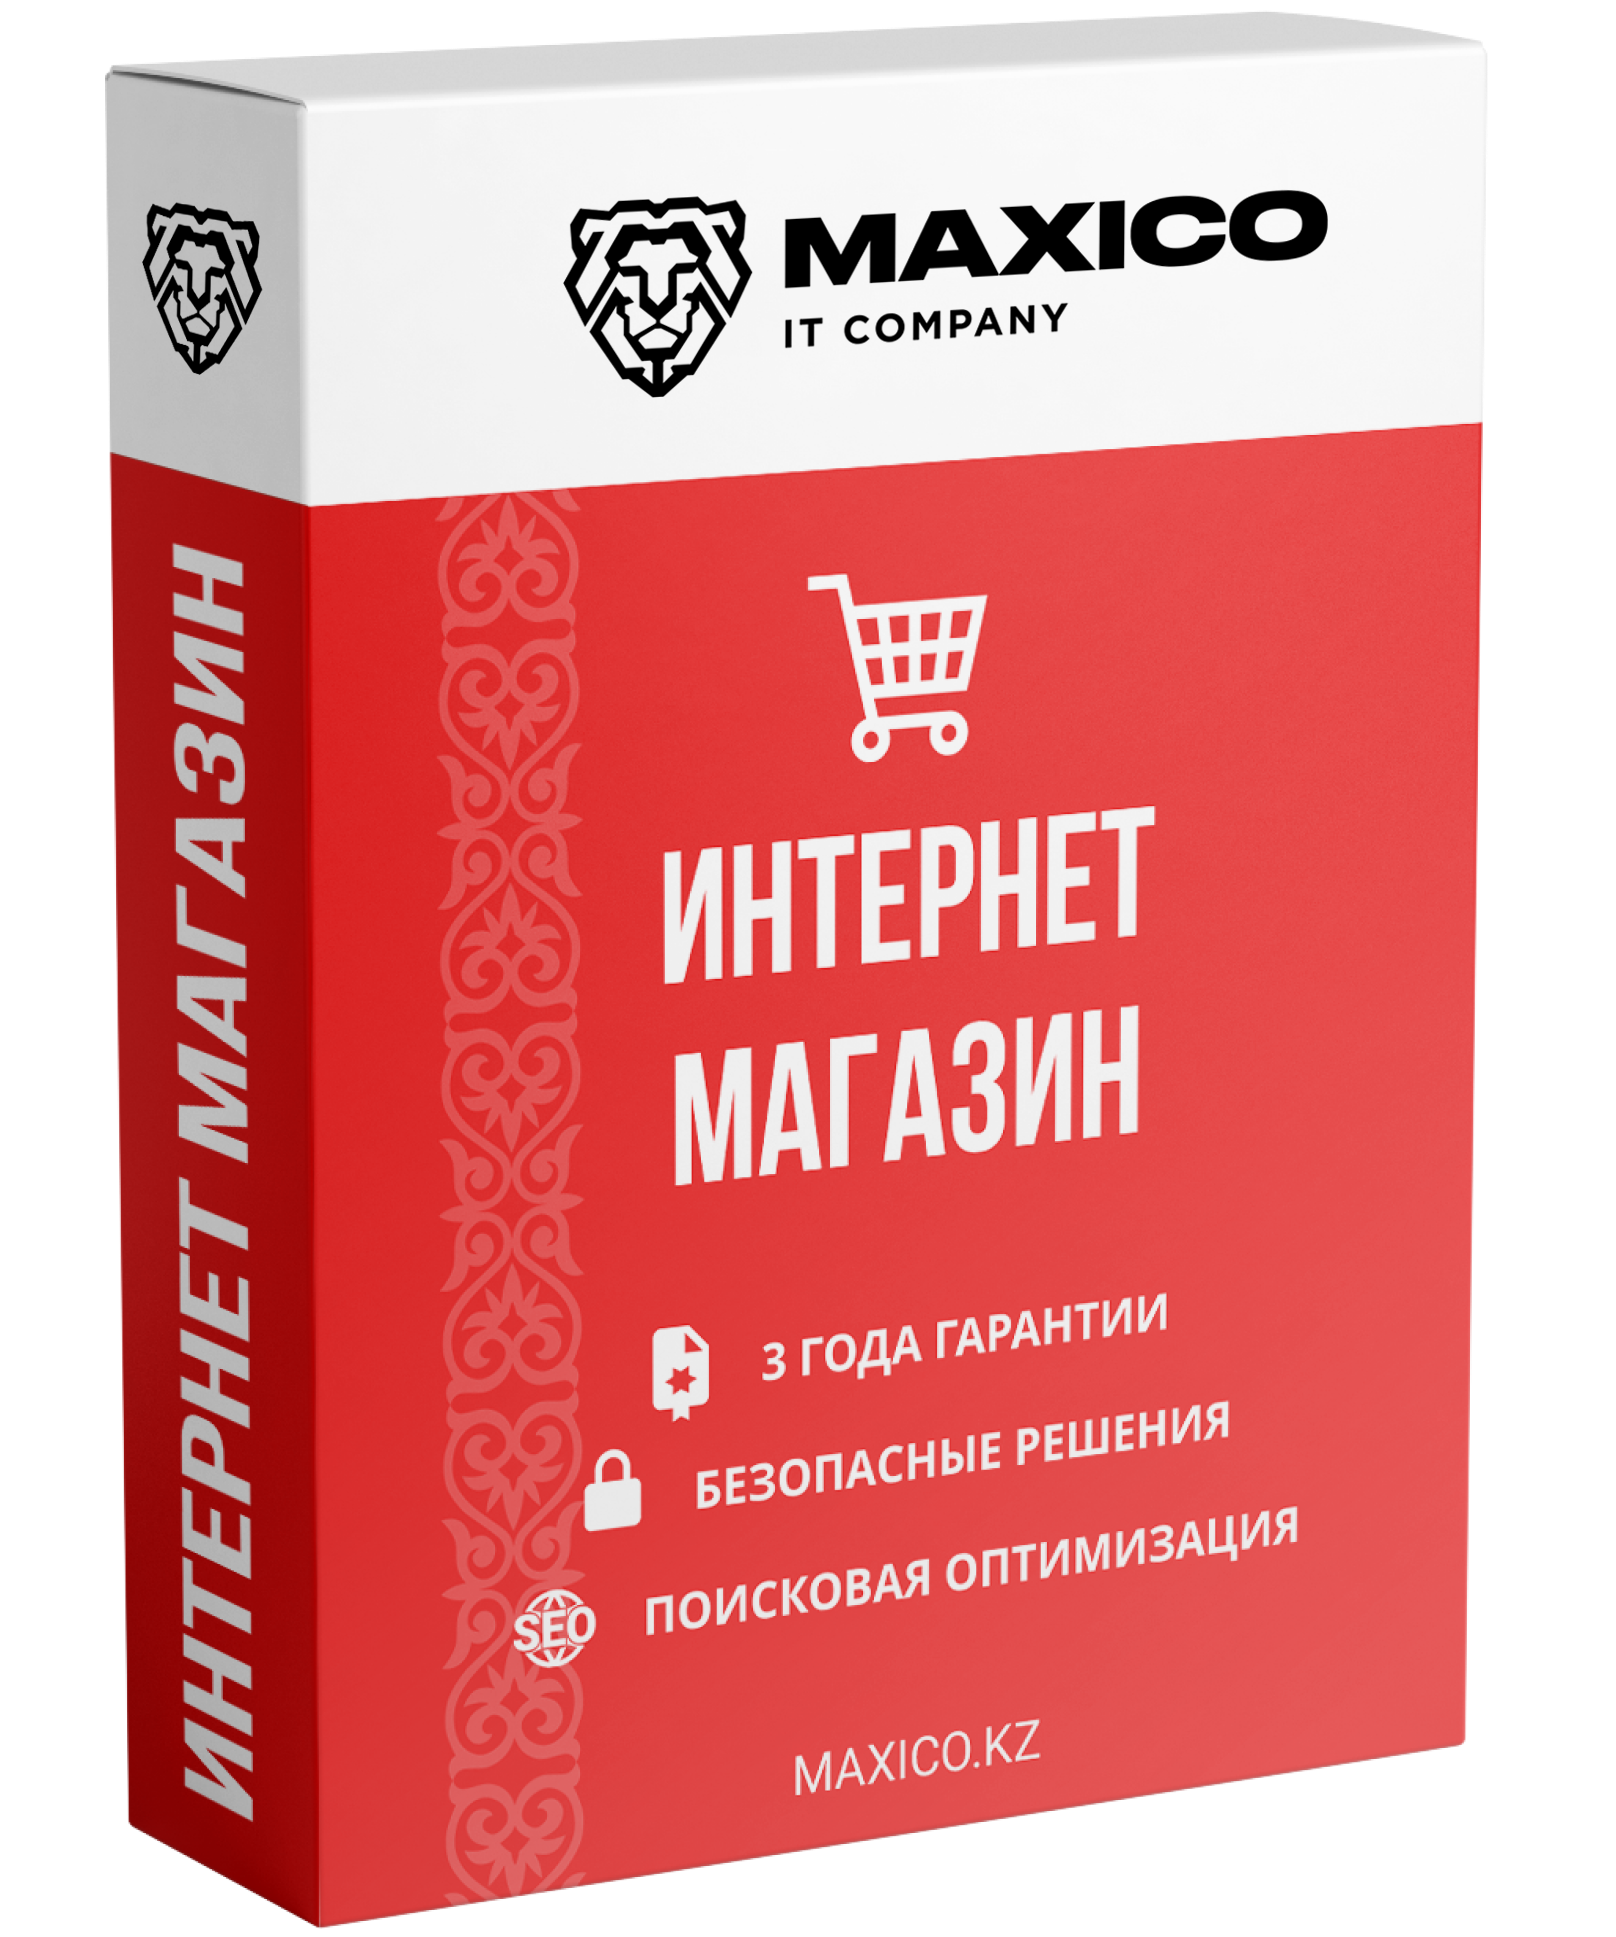 MAXICO
IT COMPANY
ИНТЕРНЕТ МАГАЗИН
ИНТЕРНЕТ
МАГАЗИН
3 ГОДА ГАРАНТИИ
БЕЗОПАСНЫЕ РЕШЕНИЯ
SEO
ПОИСКОВАЯ ОПТИМИЗАЦИЯ
MAXICO.KZ